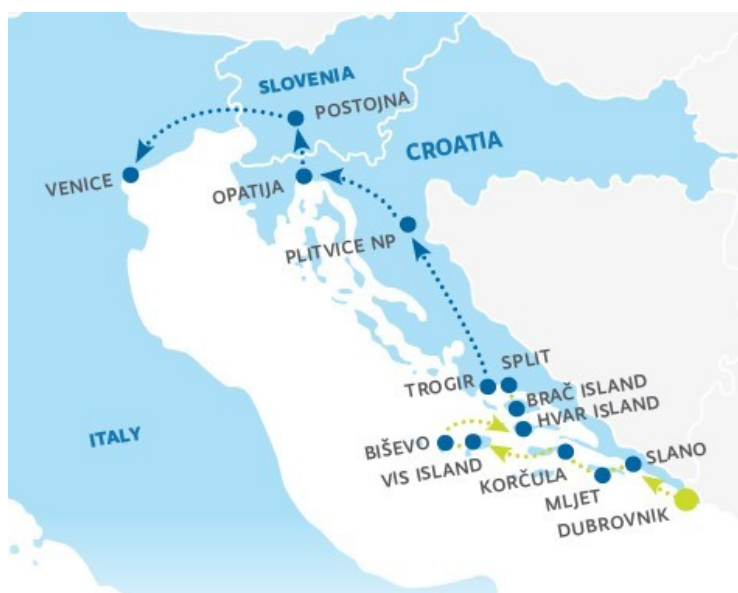 SLOVENIA
POSTOJNA
CROATIA
VENICE
OPATIJA
PLITVICE NP
SPLIT
TROGIR
BRAČ ISLAND
HVAR ISLAND
ITALY
BIŠEVO
VIS ISLAND
SLANO
KORČULA
MLJET
DUBROVNIK